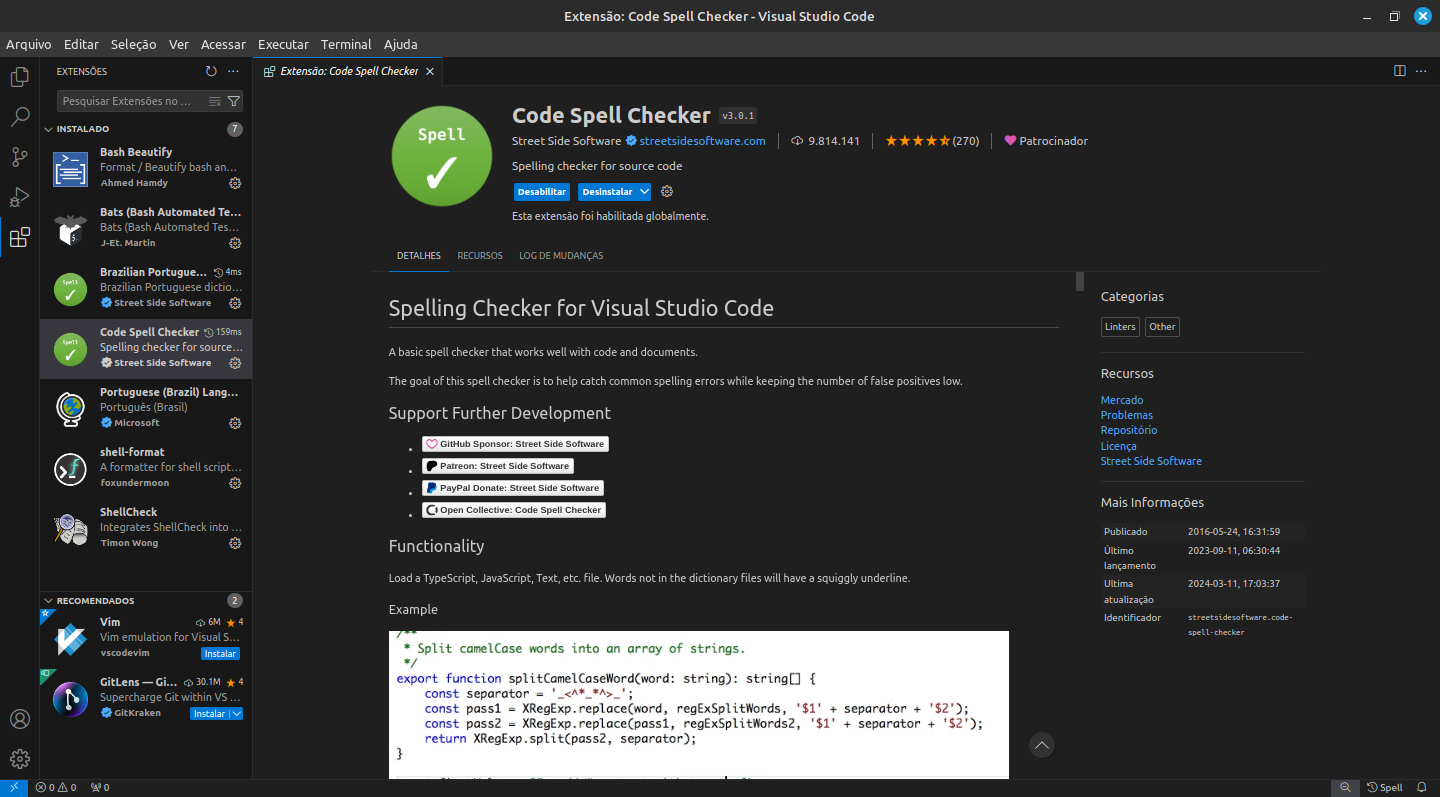 Extensão: Code Spell Checker - Visual Studio Code
Arquivo Editar Seleção Ver Acessar Executar Terminal Ajuda
EXTENSÕES
Pesquisar Extensões no ...
INSTALADO 7
Bash Beautify
Format / Beautify bash an...
Ahmed Hamdy
Bats (Bash Automated Te...
Bats (Bash Automated Tes...
J-Et. Martin
Brazilian Portugue... 4ms
Brazilian Portuguese dictio...
Street Side Software
Code Spell Checker 159ms
Spelling checker for source...
Street Side Software
Portuguese (Brazil) Lang...
Português (Brasil)
Microsoft
shell-format
A formatter for shell script...
foxundermoon
ShellCheck
Integrates ShellCheck into ...
Timon Wong
RECOMENDADOS 2
Vim 6M 4
Vim emulation for Visual S...
vscodevim Instalar
GitLens — Gi... 30.1M 4
Supercharge Git within VS ...
GitKraken Instalar
Extensão: Code Spell Checker
Spell
Code Spell Checker v3.0.1
Street Side Software streetsidesoftware.com 9.814.141 (270) Patrocinador
Spelling checker for source code
Desabilitar Desinstalar
Esta extensão foi habilitada globalmente.
DETALHES RECURSOS LOG DE MUDANÇAS
Spelling Checker for Visual Studio Code
A basic spell checker that works well with code and documents.
The goal of this spell checker is to help catch common spelling errors while keeping the number of false positives low.
Support Further Development
GitHub Sponsor: Street Side Software
Patreon: Street Side Software
PayPal Donate: Street Side Software
Open Collective: Code Spell Checker
Functionality
Load a TypeScript, JavaScript, Text, etc. file. Words not in the dictionary files will have a squiggly underline.
Example
/**
* Split camelCase words into an array of strings.
*/
export function splitCamelCaseWord(word: string): string[] {
const separator = '_<^*_*^>_';
const pass1 = XRegExp.replace(word, regExSplitWords, '$1' + separator + '$2');
const pass2 = XRegExp.replace(pass1, regExSplitWords2, '$1' + separator + '$2');
return XRegExp.split(pass2, separator);
}
Categorias
Linters Other
Recursos
Mercado
Problemas
Repositório
Licença
Street Side Software
Mais Informações
Publicado 2016-05-24, 16:31:59
Último 2023-09-11, 06:30:44
lançamento
Ultima 2024-03-11, 17:03:37
atualização
Identificador streetsidesoftware.code-
spell-checker
0 0 0 Spell